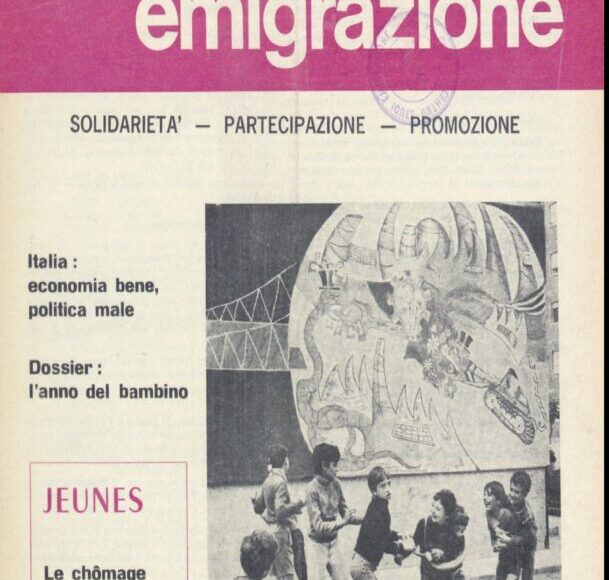 emigrazione
SOLIDARIETA' — PARTECIPAZIONE — PROMOZIONE
Italia :
economia bene,
politica male
Dossier :
l'anno del bambino
JEUNES
Le chômage